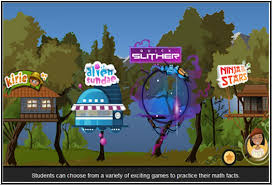 Kirie
alien
sundae
QUICK
SLITHER
NINJA
STARS
Students can choose from a variety of exciting games to practice their math facts.